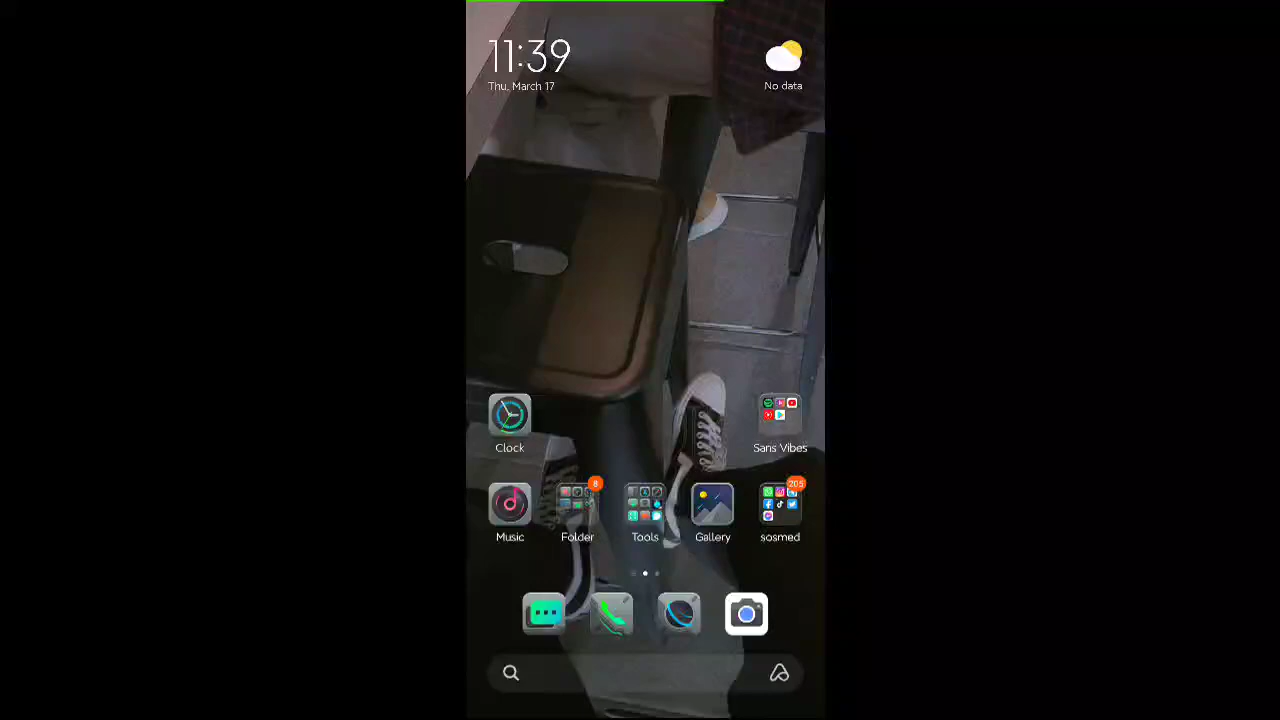 11:39
Thu, March 17
No data
Clock
Sans Vibes
8
205
Music
Folder
Tools
Gallery
sosmed